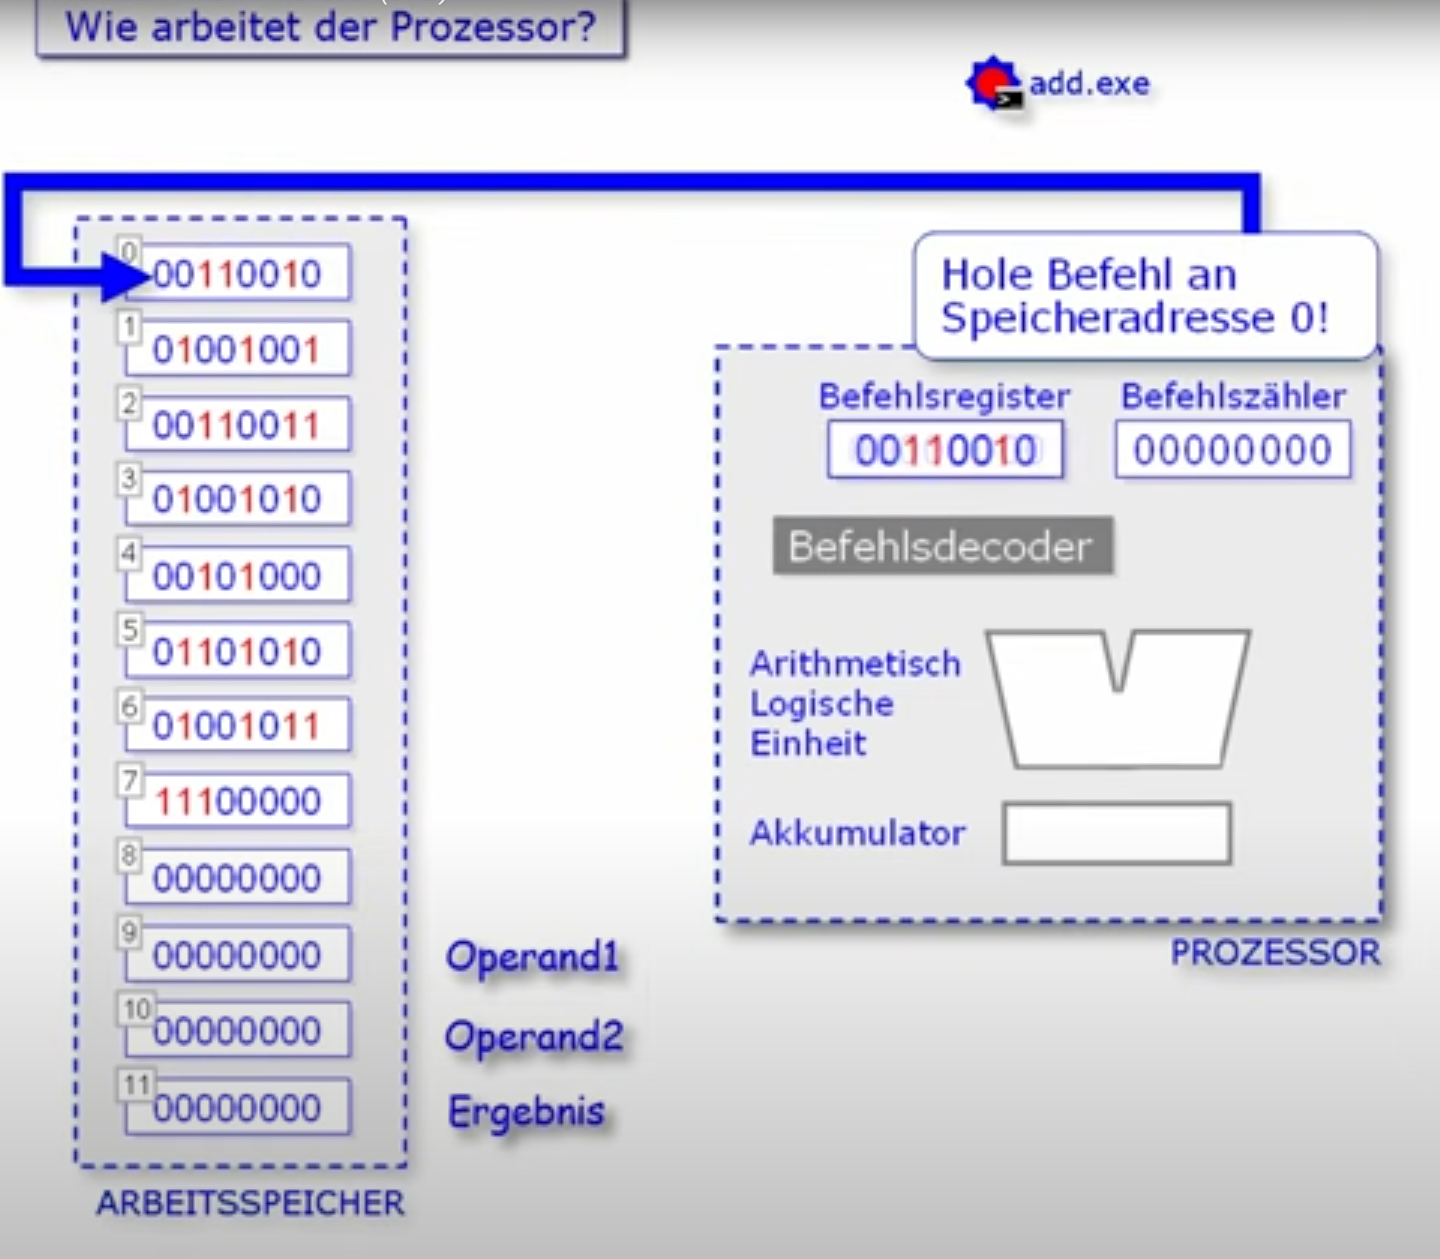 Wie arbeitet der Prozessor?
add.exe
0
00110010
1
01001001
2
00110011
3
01001010
4
00101000
5
01101010
6
01001011
7
11100000
8
00000000
9
00000000
10
00000000
11
00000000
Operand1
Operand2
Ergebnis
ARBEITSSPEICHER
Hole Befehl an
Speicheradresse 0!
Befehlsregister
00110010
Befehlszähler
00000000
Befehlsdecoder
Arithmetisch
Logische
Einheit
Akkumulator
PROZESSOR